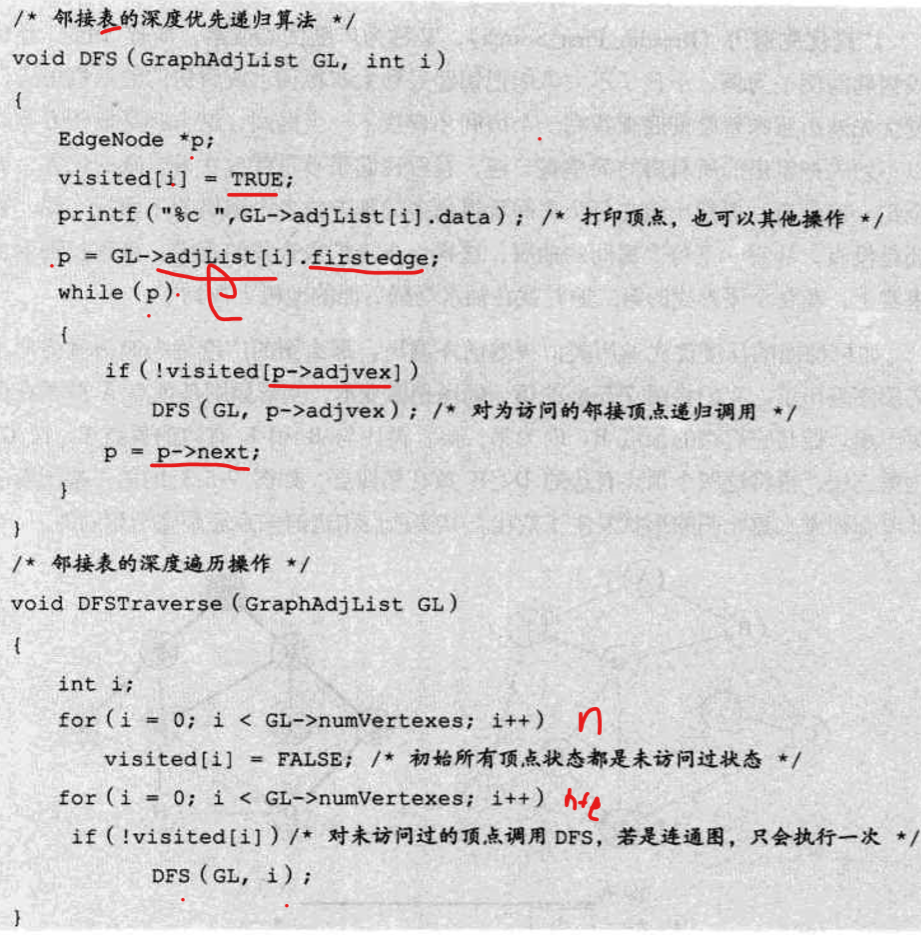 /* 邻接表的深度优先递归算法 */
void DFS (GraphAdjList GL, int i)
{
EdgeNode *p;
visited[i] = TRUE;
printf ("%c ",GL->adjList[i].data); /* 打印顶点，也可以其他操作 */
p = GL->adjList[i].firstedge;
while (p)
e
{
if (!visited[p->adjvex])
DFS (GL, p->adjvex); /* 对为访问的邻接顶点递归调用 */
p = p->next;
}
}
/* 邻接表的深度遍历操作 */
void DFSTraverse (GraphAdjList GL)
{
int i;
for (i = 0; i < GL->numVertexes; i++) n
visited[i] = FALSE; /* 初始所有顶点状态都是未访问过状态 */
for (i = 0; i < GL->numVertexes; i++) n+e
if (!visited[i]) /* 对未访问过的顶点调用 DFS，若是连通图，只会执行一次 */
DFS (GL, i);
}